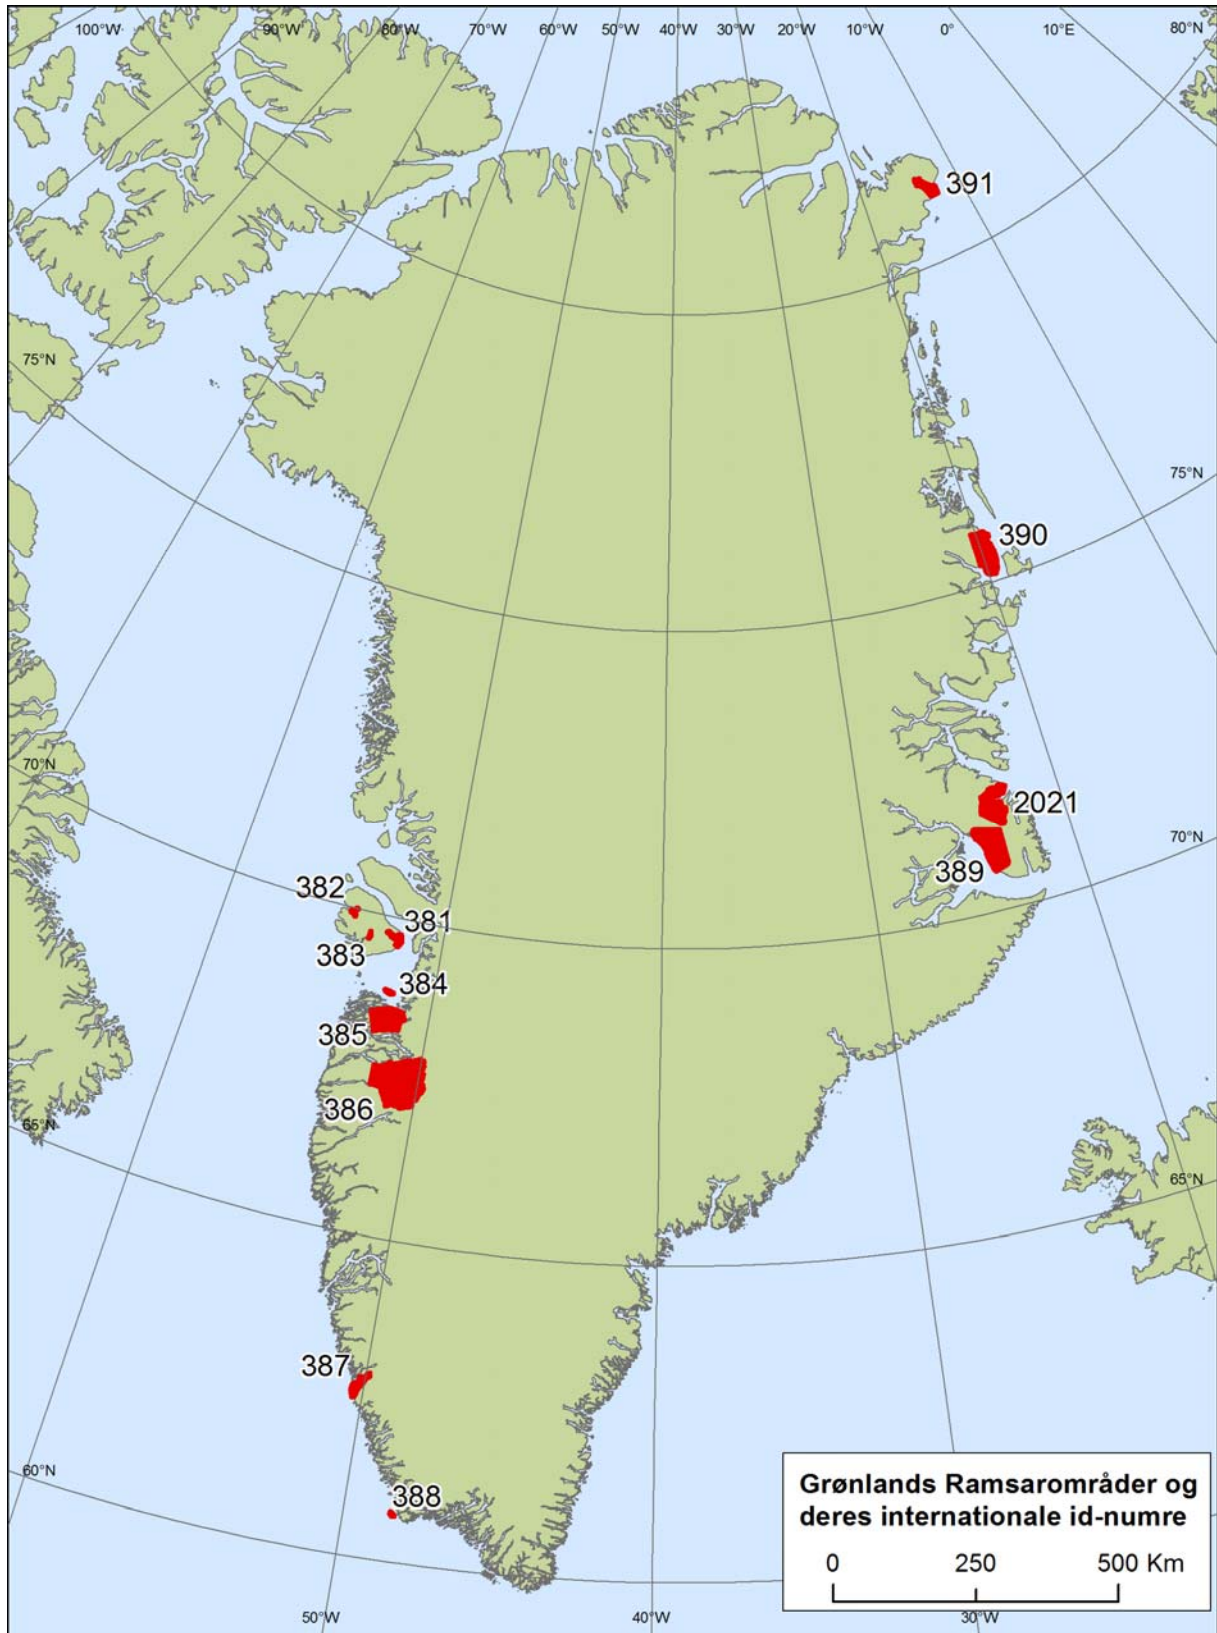 100°W 90°W 80°W 70°W 60°W 50°W 40°W 30°W 20°W 10°W 0° 10°E 80°N
391
75°N
75°N
390
70°N
2021
70°N
389
382
381
383
384
385
386
65°N
65°N
387
60°N
388
Grønlands Ramsarområder og
deres internationale id-numre
0 250 500 Km
50°W 40°W 30°W